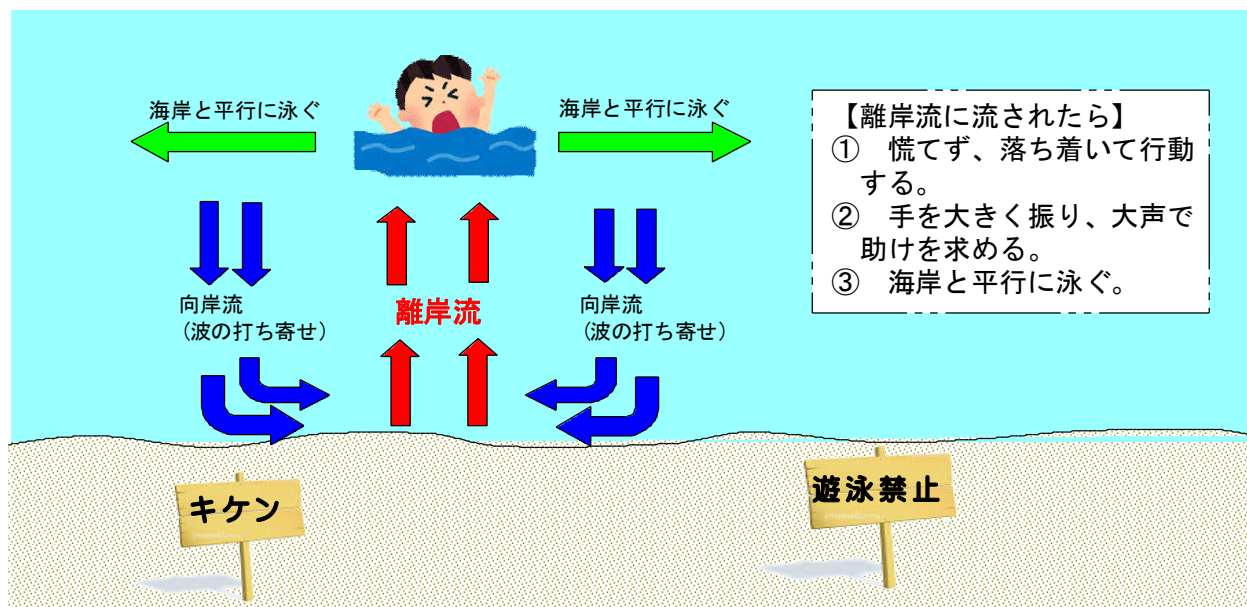 海岸と平行に泳ぐ
海岸と平行に泳ぐ
【離岸流に流されたら】
① 慌てず、落ち着いて行動
する。
② 手を大きく振り、大声で
助けを求める。
③ 海岸と平行に泳ぐ。
向岸流
（波の打ち寄せ）
離岸流
向岸流
（波の打ち寄せ）
キケン
遊泳禁止